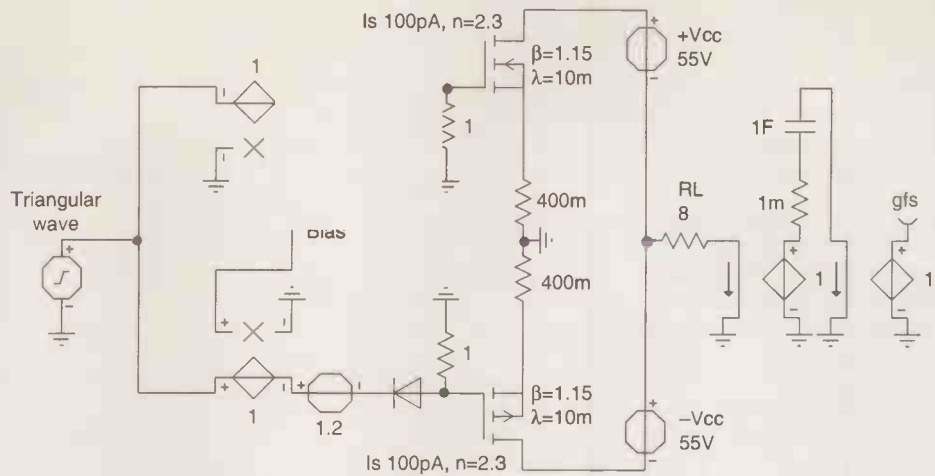 Is 100pA, n=2.3
+Vcc
55V
β=1.15
λ=10m
1
1
1F
Triangular
wave
400m
RL
8
1m
gfs
Bias
400m
1
1
1
β=1.15
λ=10m
–Vcc
55V
1
1.2
Is 100pA, n=2.3